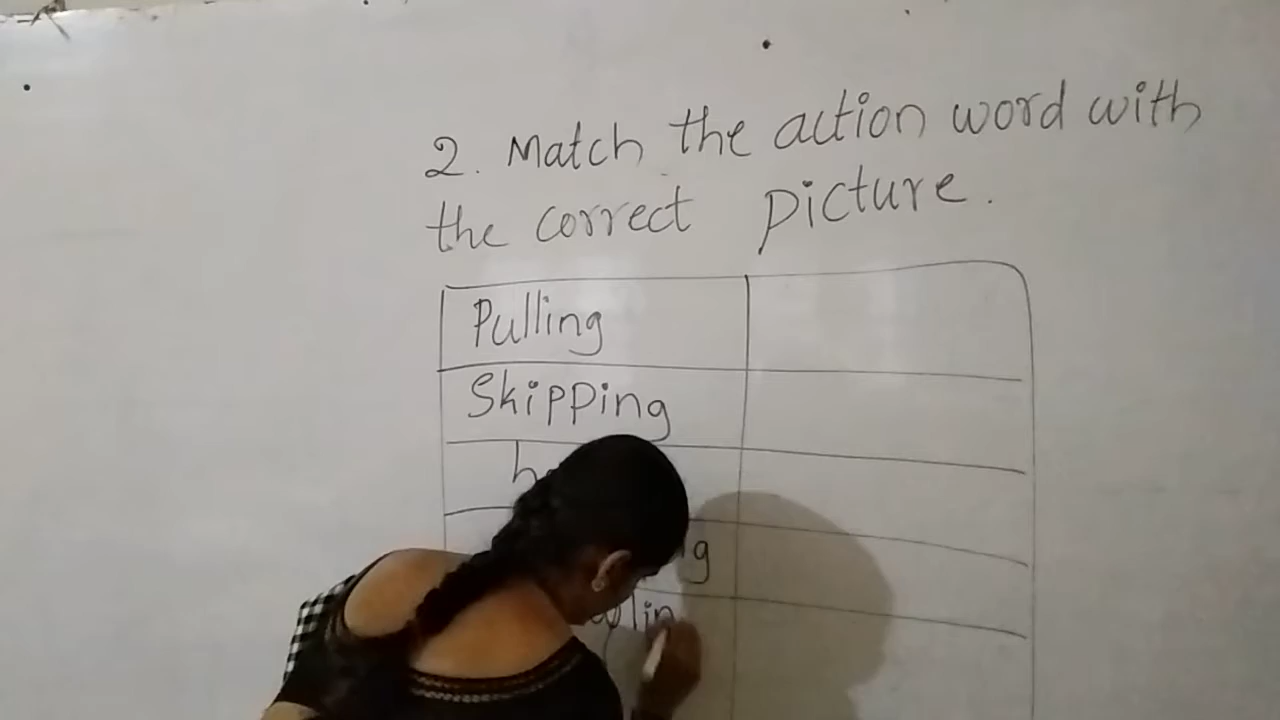 2. Match the action word with
the correct picture.
Pulling
Skipping